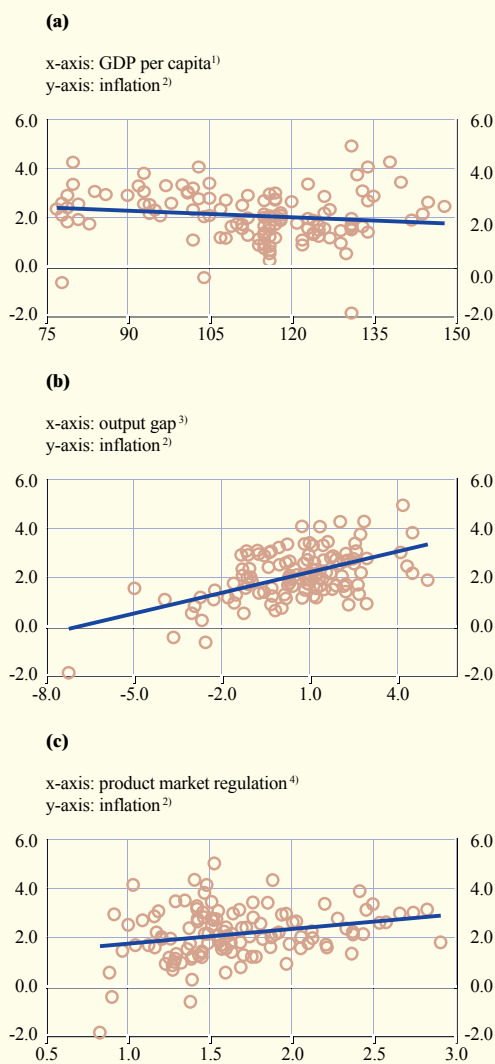 (a)
x-axis: GDP per capita 1)
y-axis: inflation 2)
6.0 6.0
4.0 4.0
2.0 2.0
0.0 0.0
-2.0 -2.0
75 90 105 120 135 150
(b)
x-axis: output gap 3)
y-axis: inflation 2)
6.0 6.0
4.0 4.0
2.0 2.0
0.0 0.0
-2.0 -2.0
-8.0 -5.0 -2.0 1.0 4.0
(c)
x-axis: product market regulation 4)
y-axis: inflation 2)
6.0 6.0
4.0 4.0
2.0 2.0
0.0 0.0
-2.0 -2.0
0.5 1.0 1.5 2.0 2.5 3.0